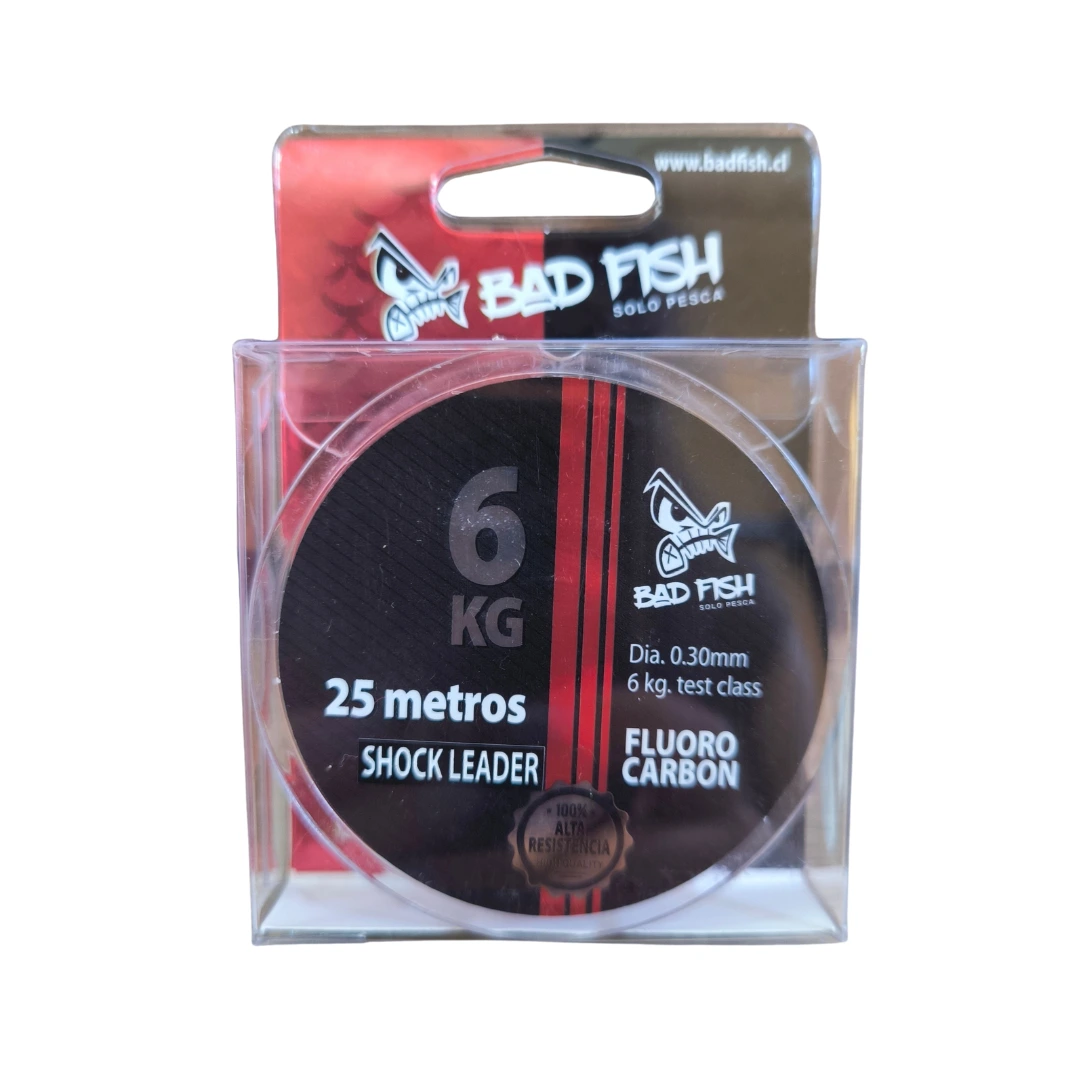 www.badfish.cl
BAD FISH
SOLO PESCA
6
KG
25 metros
SHOCK LEADER
BAD FISH
SOLO PESCA
Dia. 0.30mm
6 kg. test class
FLUORO
CARBON
100%
ALTA
RESISTENCIA